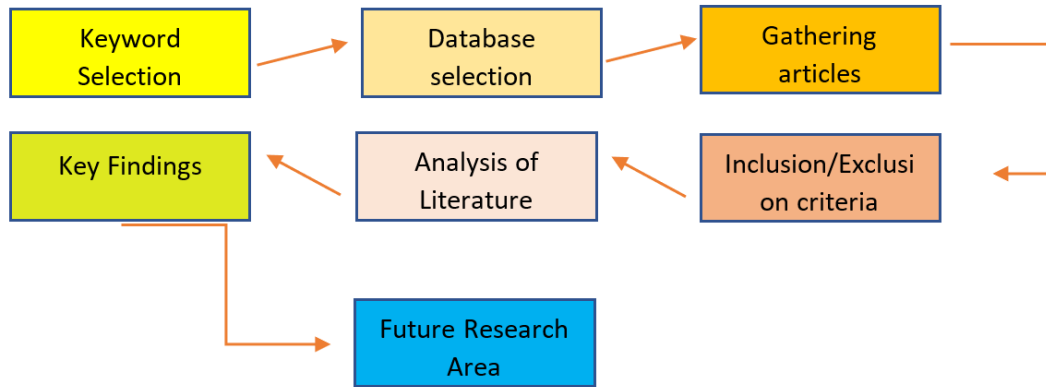 Keyword
Selection
Database
selection
Gathering
articles
Key Findings
Analysis of
Literature
Inclusion/Exclusi
on criteria
Future Research
Area